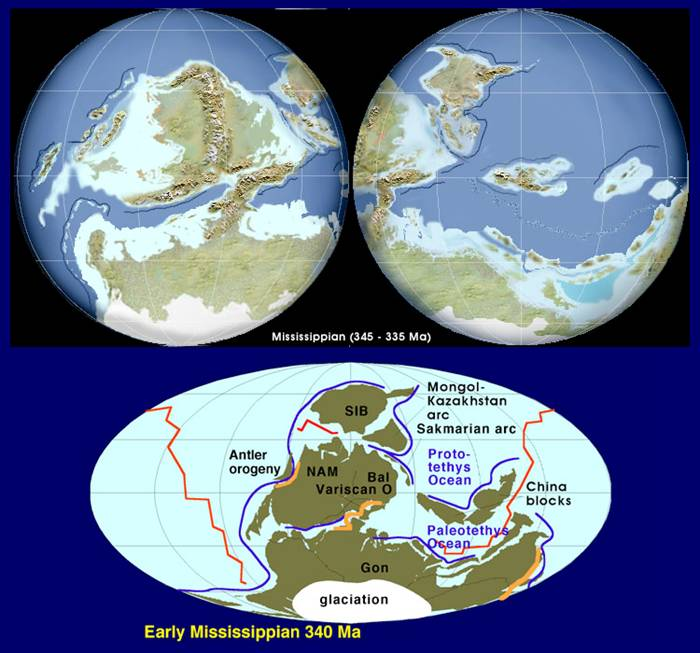 Mississippian (345 - 335 Ma)
Mongol-
Kazakhstan
arc
Sakmarian arc
SIB
Antler
orogeny
NAM
Bal
Variscan O
Proto-
tethys
Ocean
China
blocks
Paleotethys
Ocean
Gon
glaciation
Early Mississippian 340 Ma